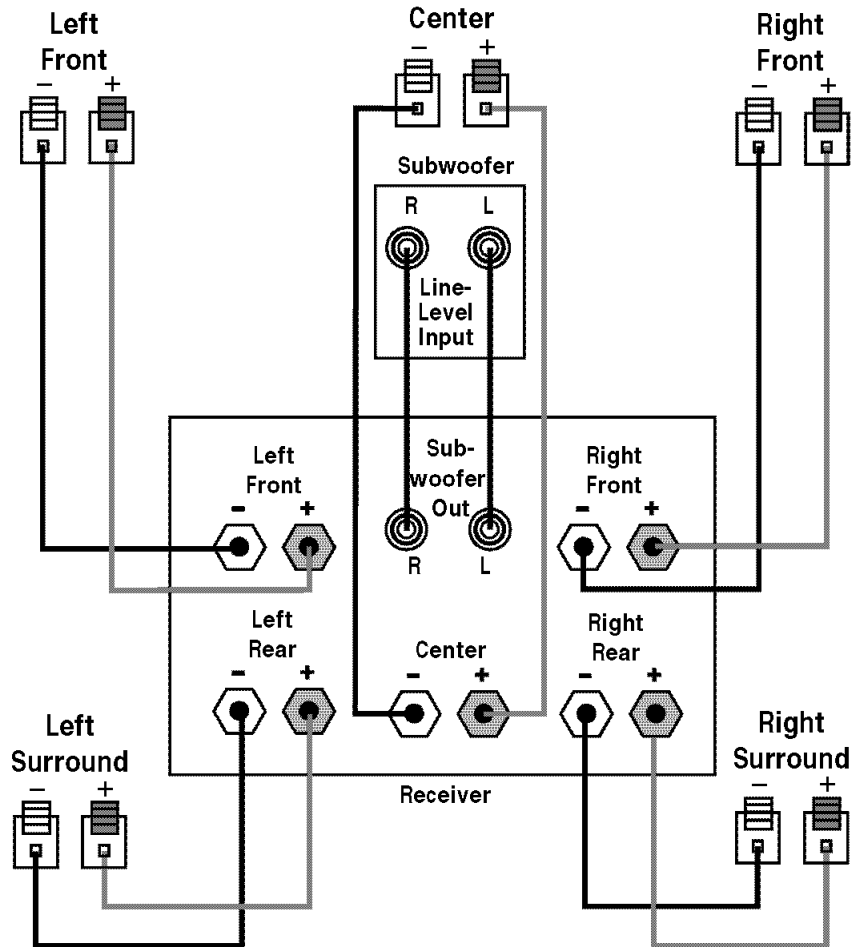 Left
Front
- +
Center
- +
Right
Front
- +
Subwoofer
R L
Line-
Level
Input
Left
Front
- +
Sub-
woofer
Out
R L
Right
Front
- +
Left
Rear
- +
Center
- +
Right
Rear
- +
Left
Surround
- +
Right
Surround
- +
Receiver